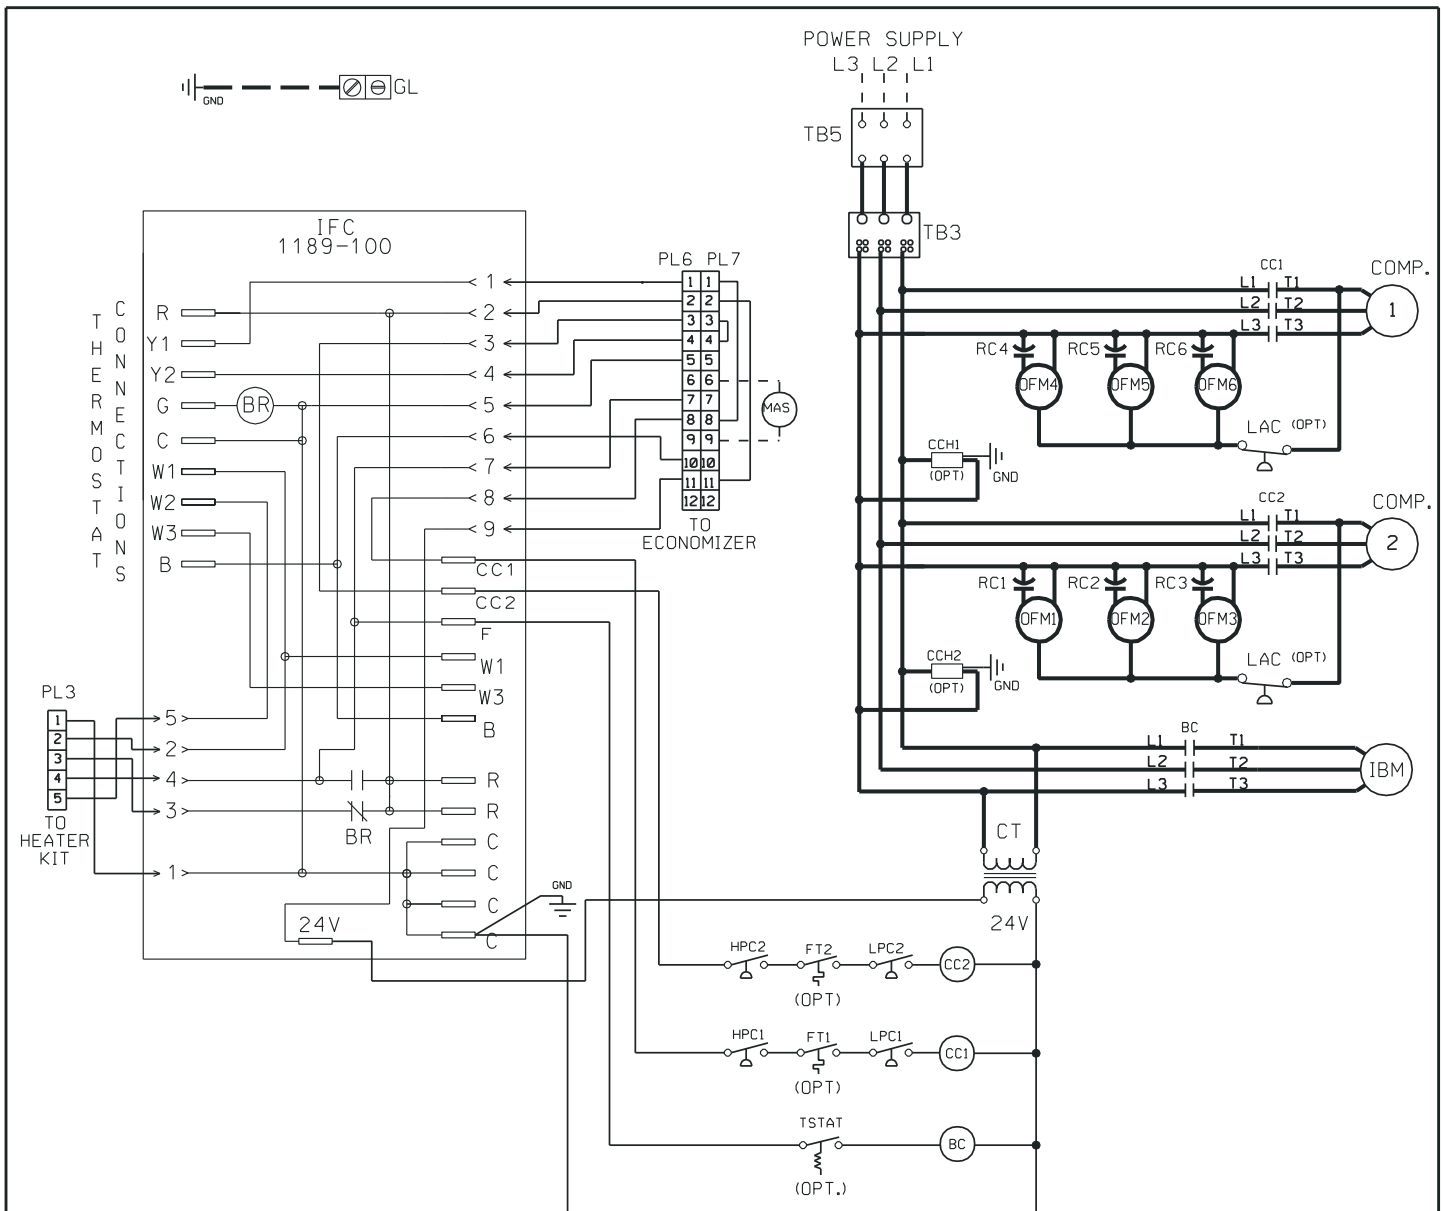 POWER SUPPLY
L3 L2 L1
GND
GL
TB5
IFC
1189-100
TB3
THERMOSTAT
CONNECTIONS
R
Y1
Y2
G
BR
C
W1
W2
W3
B
1
2
3
4
5
6
7
8
9
CC1
CC2
F
W1
W3
B
R
R
C
C
C
C
PL6 PL7
1 1
2 2
3 3
4 4
5 5
6 6
7 7
8 8
9 9
10 10
11 11
12 12
MAS
TO
ECONOMIZER
PL3
1
2
3
4
5
TO
HEATER
KIT
5
2
4
3
1
BR
24V
GND
CC1
COMP.
L1 T1
L2 T2
L3 T3
1
RC4 RC5 RC6
OFM4 OFM5 OFM6
LAC (OPT)
CCH1
(OPT)
GND
CC2
COMP.
L1 T1
L2 T2
L3 T3
2
RC1 RC2 RC3
OFM1 OFM2 OFM3
LAC (OPT)
CCH2
(OPT)
GND
BC
L1 T1
L2 T2
L3 T3
IBM
CT
24V
HPC2 FT2 LPC2 CC2
(OPT)
HPC1 FT1 LPC1 CC1
(OPT)
TSTAT
BC
(OPT.)